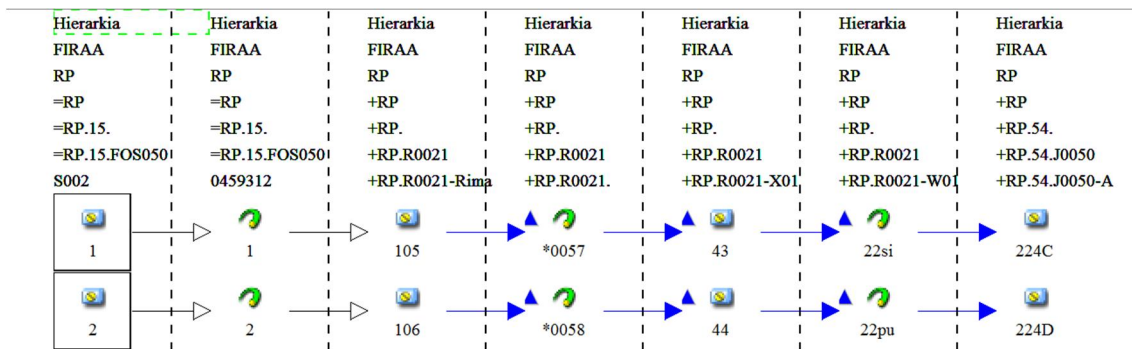 Hierarkia Hierarkia Hierarkia Hierarkia Hierarkia Hierarkia Hierarkia
FIRAA FIRAA FIRAA FIRAA FIRAA FIRAA FIRAA
RP RP RP RP RP RP RP
=RP =RP +RP +RP +RP +RP +RP
=RP.15. =RP.15. +RP. +RP. +RP. +RP. +RP.54.
=RP.15.FOS050 =RP.15.FOS050 +RP.R0021 +RP.R0021 +RP.R0021 +RP.R0021 +RP.54.J0050
S002 0459312 +RP.R0021-Rima +RP.R0021. +RP.R0021-X01 +RP.R0021-W01 +RP.54.J0050-A
1 1 105 *0057 43 22si 224C
2 2 106 *0058 44 22pu 224D